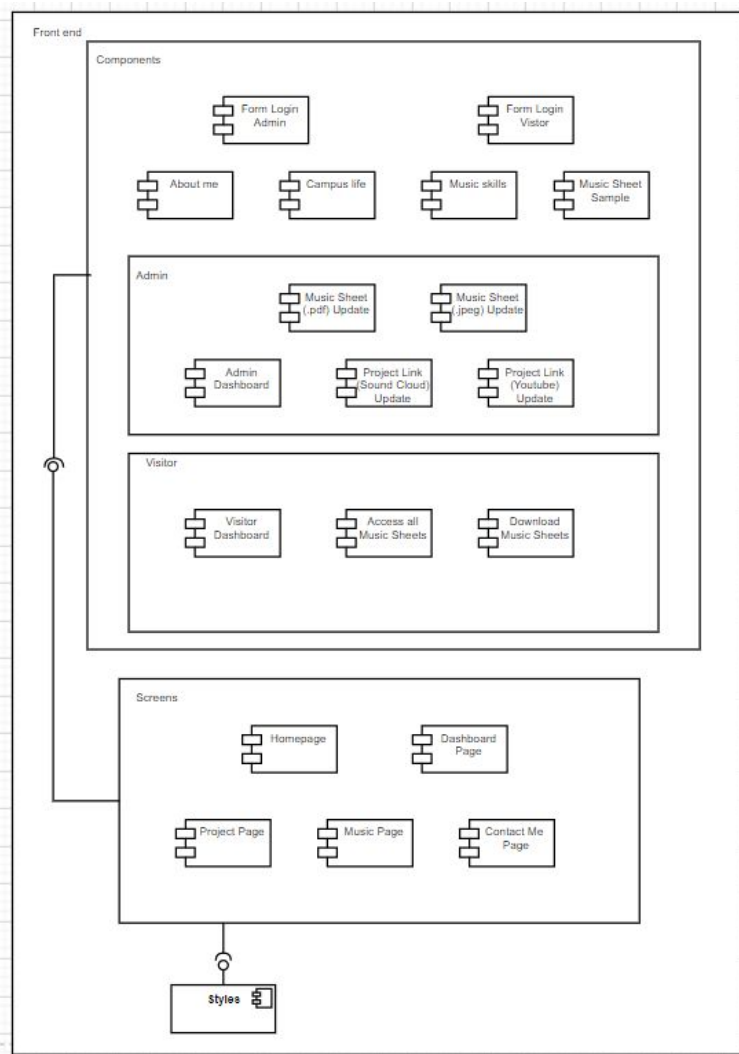 Front end
Components
Form Login
Admin
Form Login
Vistor
About me
Campus life
Music skills
Music Sheet
Sample
Admin
Music Sheet
(.pdf) Update
Music Sheet
(.jpeg) Update
Admin
Dashboard
Project Link
(Sound Cloud)
Update
Project Link
(Youtube)
Update
Visitor
Visitor
Dashboard
Access all
Music Sheets
Download
Music Sheets
Screens
Homepage
Dashboard
Page
Project Page
Music Page
Contact Me
Page
Styles